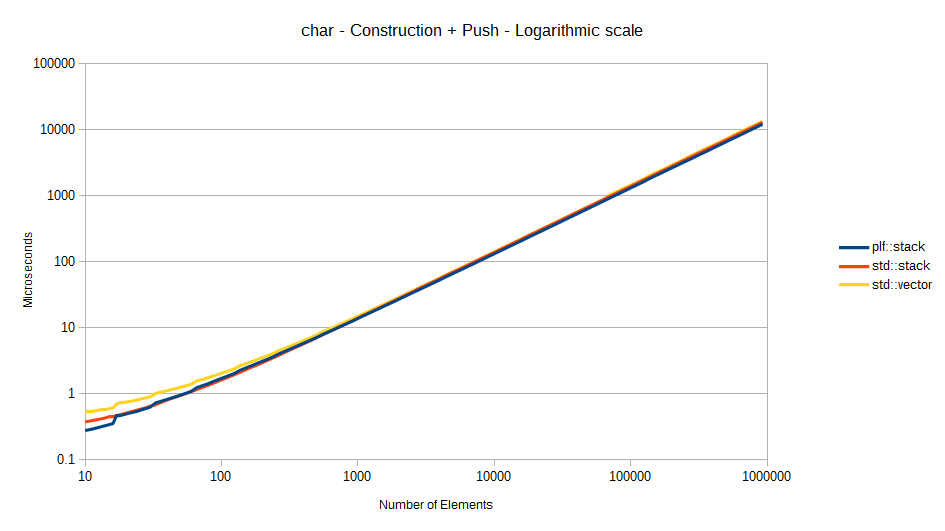 char - Construction + Push - Logarithmic scale
100000
10000
1000
100
10
1
0.1
Microseconds
10 100 1000 10000 100000 1000000
Number of Elements
plf::stack
std::stack
std::vector